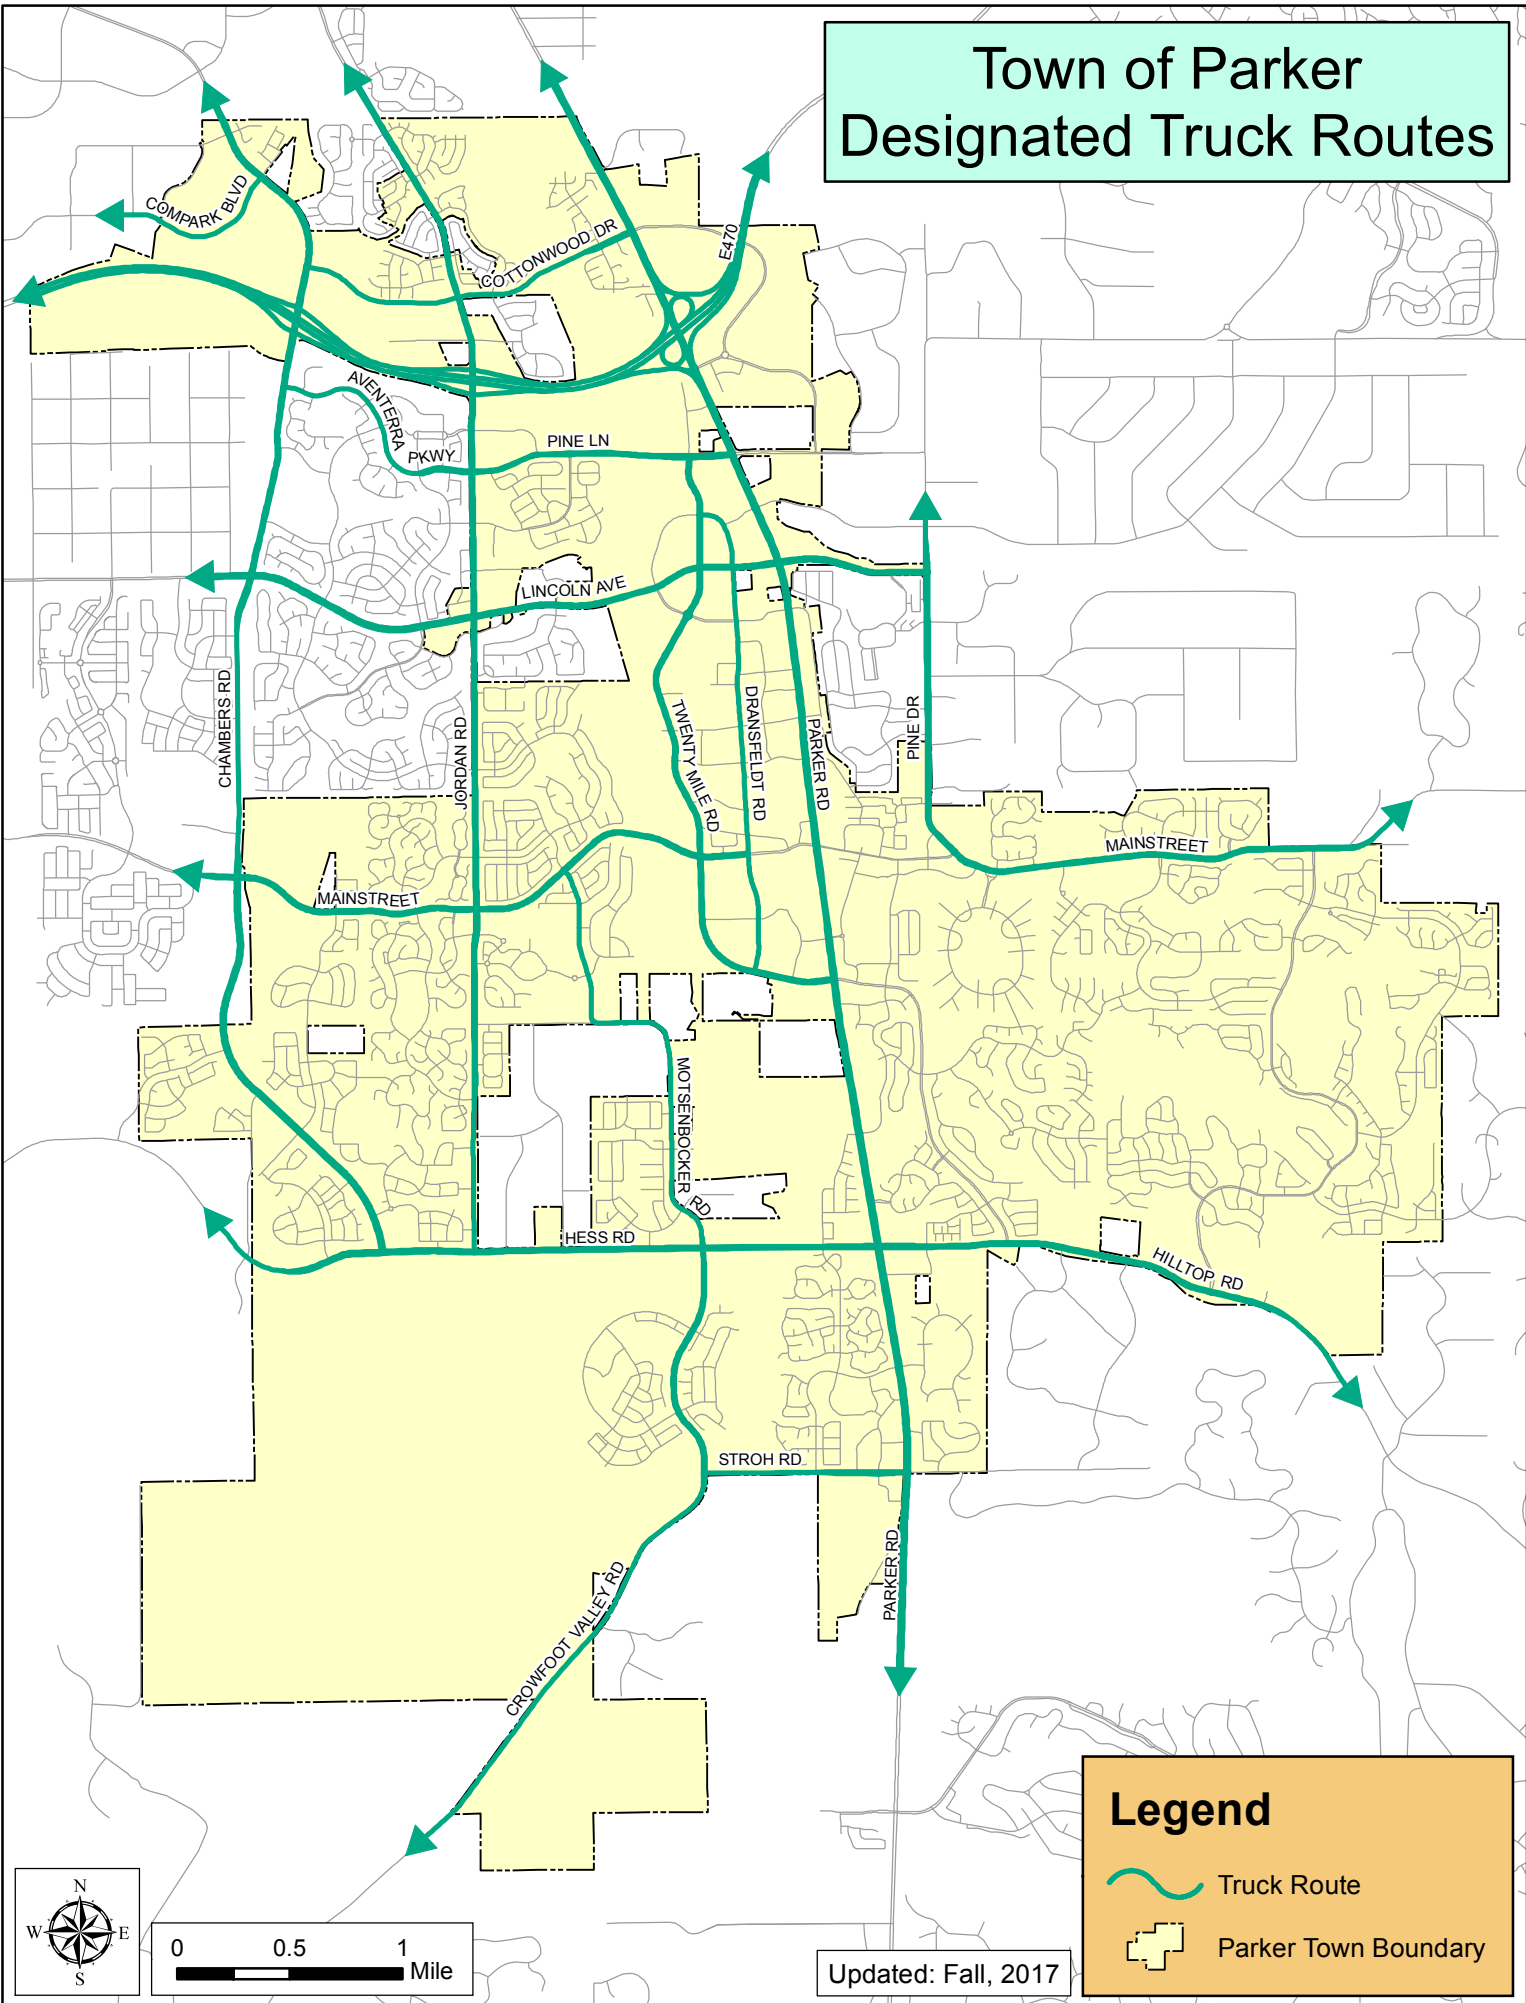 Town of Parker
Designated Truck Routes
COMPARK BLVD
COTTONWOOD DR
E470
AVENTERRA
PKWY
PINE LN
LINCOLN AVE
CHAMBERS RD
JORDAN RD
TWENTY MILE RD
DRANSFELDT RD
PARKER RD
PINE DR
MAINSTREET
MAINSTREET
MOTSENBOCKER
RD
HESS RD
HILLTOP RD
STROH RD
PARKER RD
CROWFOOT VALLEY RD
Legend
Truck Route
Parker Town Boundary
N
W E
S
0 0.5 1
Mile
Updated: Fall, 2017